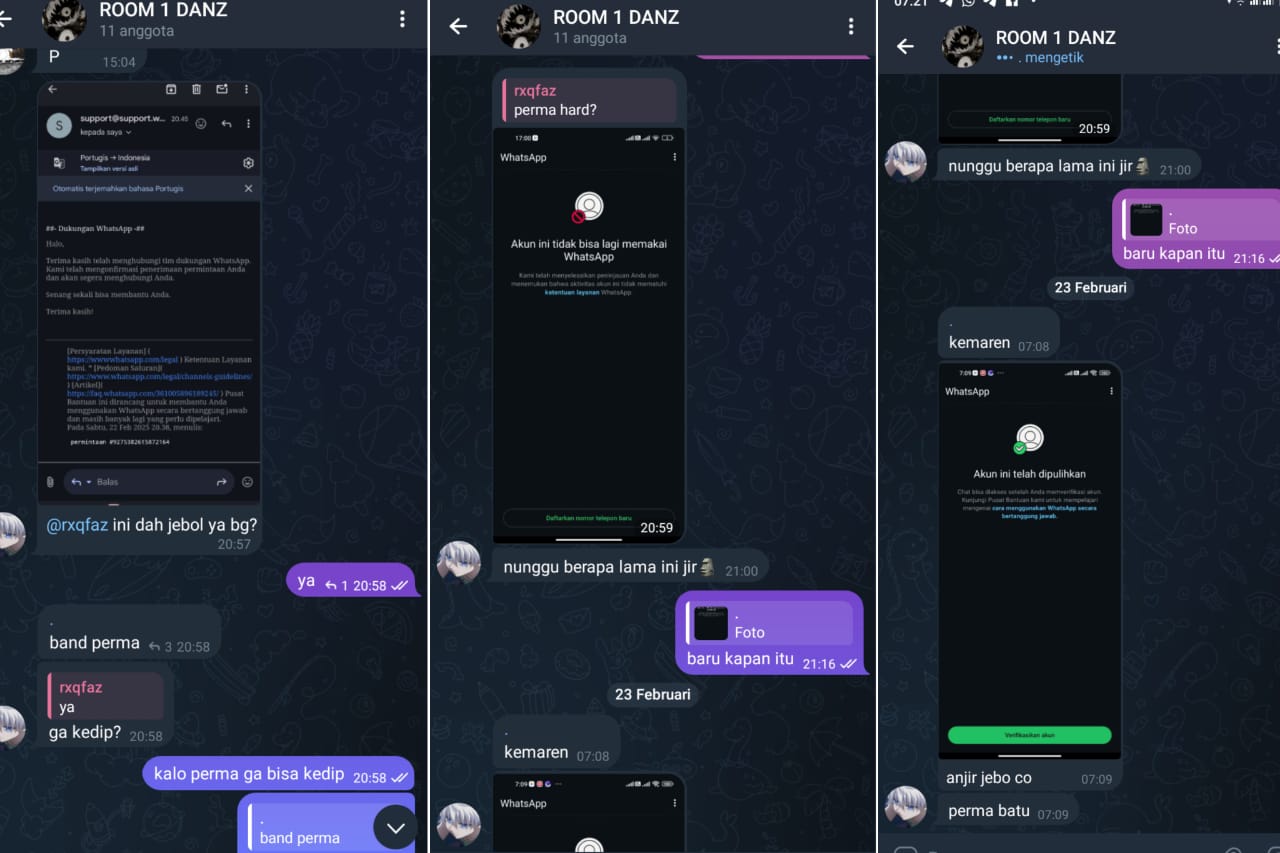 ROOM 1 DANZ
11 anggota
P 15:04
S
support@support.w... 20.45
kepada saya
Portugis → Indonesia
Tampilkan versi asli
Otomatis terjemahkan bahasa Portugis
##- Dukungan WhatsApp -##
Halo,
Terima kasih telah menghubungi tim dukungan WhatsApp.
Kami telah mengonfirmasi penerimaan permintaan Anda
dan akan segera menghubungi Anda.
Senang sekali bisa membantu Anda.
Terima kasih!
[Persyaratan Layanan] (
https://wwwwhatsapp.com/legal ) Ketentuan Layanan
kami. * [Pedoman Saluran](
https://www.whatsapp.com/legal/channels-guidelines/
) [Artikel](
https://faq.whatsapp.com/361005896189245/ ) Pusat
Bantuan ini dirancang untuk membantu Anda
menggunakan WhatsApp secara bertanggung jawab
dan masih banyak lagi yang perlu dipelajari.
Pada Sabtu, 22 Feb 2025 20.38, menulis:
permintaan #9275382615872164
Balas
@rxqfaz ini dah jebol ya bg?
20:57
ya 1 20:58
.
band perma 3 20:58
rxqfaz
ya
ga kedip? 20:58
kalo perma ga bisa kedip 20:58
.
band perma
ROOM 1 DANZ
11 anggota
rxqfaz
perma hard?
17:00
WhatsApp
Akun ini tidak bisa lagi memakai
WhatsApp
Kami telah menyelesaikan peninjauan Anda dan
menemukan bahwa aktivitas akun ini tidak mematuhi
ketentuan layanan WhatsApp
Daftarkan nomor telepon baru
20:59
nunggu berapa lama ini jir🗿 21:00
.
Foto
baru kapan itu 21:16
23 Februari
.
kemaren 07:08
7:09
WhatsApp
07:21
ROOM 1 DANZ
••• . mengetik
Daftarkan nomor telepon baru
20:59
nunggu berapa lama ini jir🗿 21:00
.
Foto
baru kapan itu 21:16
23 Februari
.
kemaren 07:08
7:09
WhatsApp
Akun ini telah dipulihkan
Chat bisa diakses setelah Anda memverifikasi akun.
Kunjungi Pusat Bantuan kami untuk mempelajari
mengenai cara menggunakan WhatsApp secara
bertanggung jawab.
Verifikasikan akun
anjir jebo co 07:09
perma batu 07:09